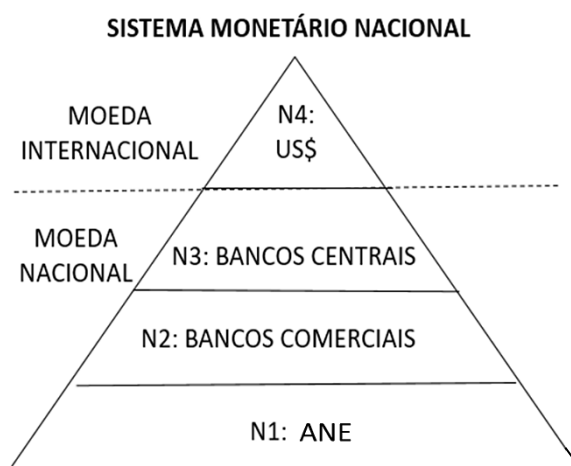 SISTEMA MONETÁRIO NACIONAL
MOEDA
INTERNACIONAL
N4:
US$
MOEDA
NACIONAL
N3: BANCOS CENTRAIS
N2: BANCOS COMERCIAIS
N1: ANE